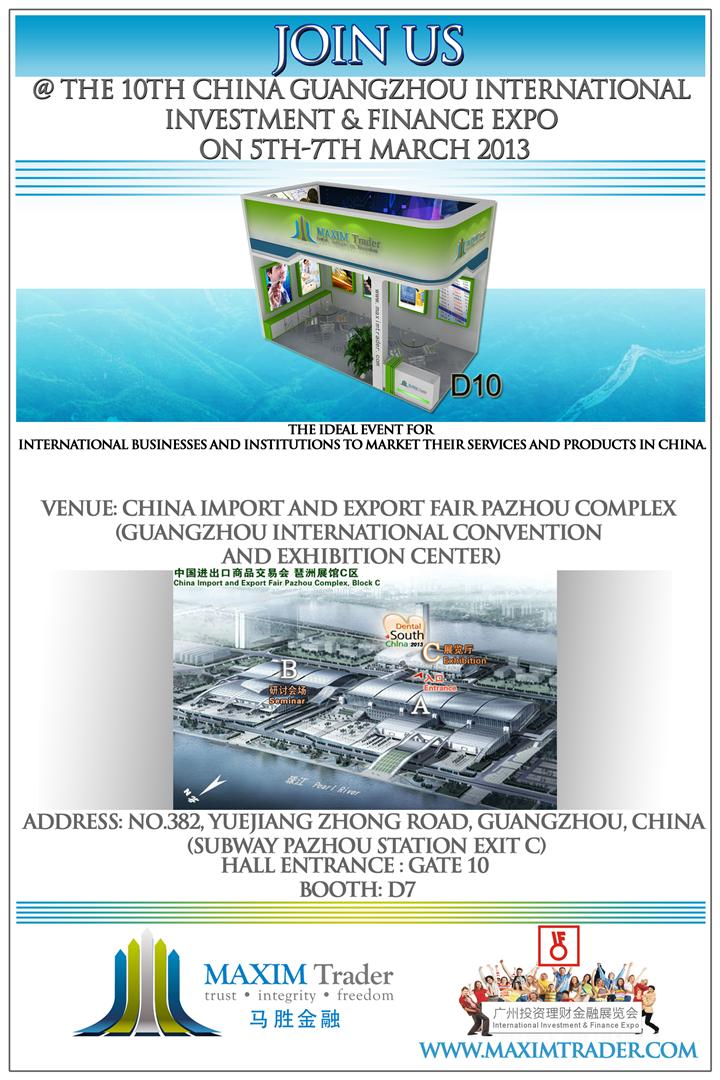 JOIN US
@ THE 10TH CHINA GUANGZHOU INTERNATIONAL
INVESTMENT & FINANCE EXPO
ON 5TH-7TH MARCH 2013
MAXIM Trader
MAXIM Trader
www.maximtrader.com
D10
THE IDEAL EVENT FOR
INTERNATIONAL BUSINESSES AND INSTITUTIONS TO MARKET THEIR SERVICES AND PRODUCTS IN CHINA.
VENUE: CHINA IMPORT AND EXPORT FAIR PAZHOU COMPLEX
(GUANGZHOU INTERNATIONAL CONVENTION
AND EXHIBITION CENTER)
中国进出口商品交易会 琶洲展馆C区
China Import and Export Fair Pazhou Complex, Block C
Dental
South
China 2013
C 展览厅
Exhibition
入口
Entrance
B
研讨会场
Seminar
A
珠江 Pearl River
N
ADDRESS: NO.382, YUEJIANG ZHONG ROAD, GUANGZHOU, CHINA
(SUBWAY PAZHOU STATION EXIT C)
HALL ENTRANCE : GATE 10
BOOTH: D7
MAXIM Trader
trust • integrity • freedom
马胜金融
广州投资理财金融展览会
International Investment & Finance Expo
WWW.MAXIMTRADER.COM